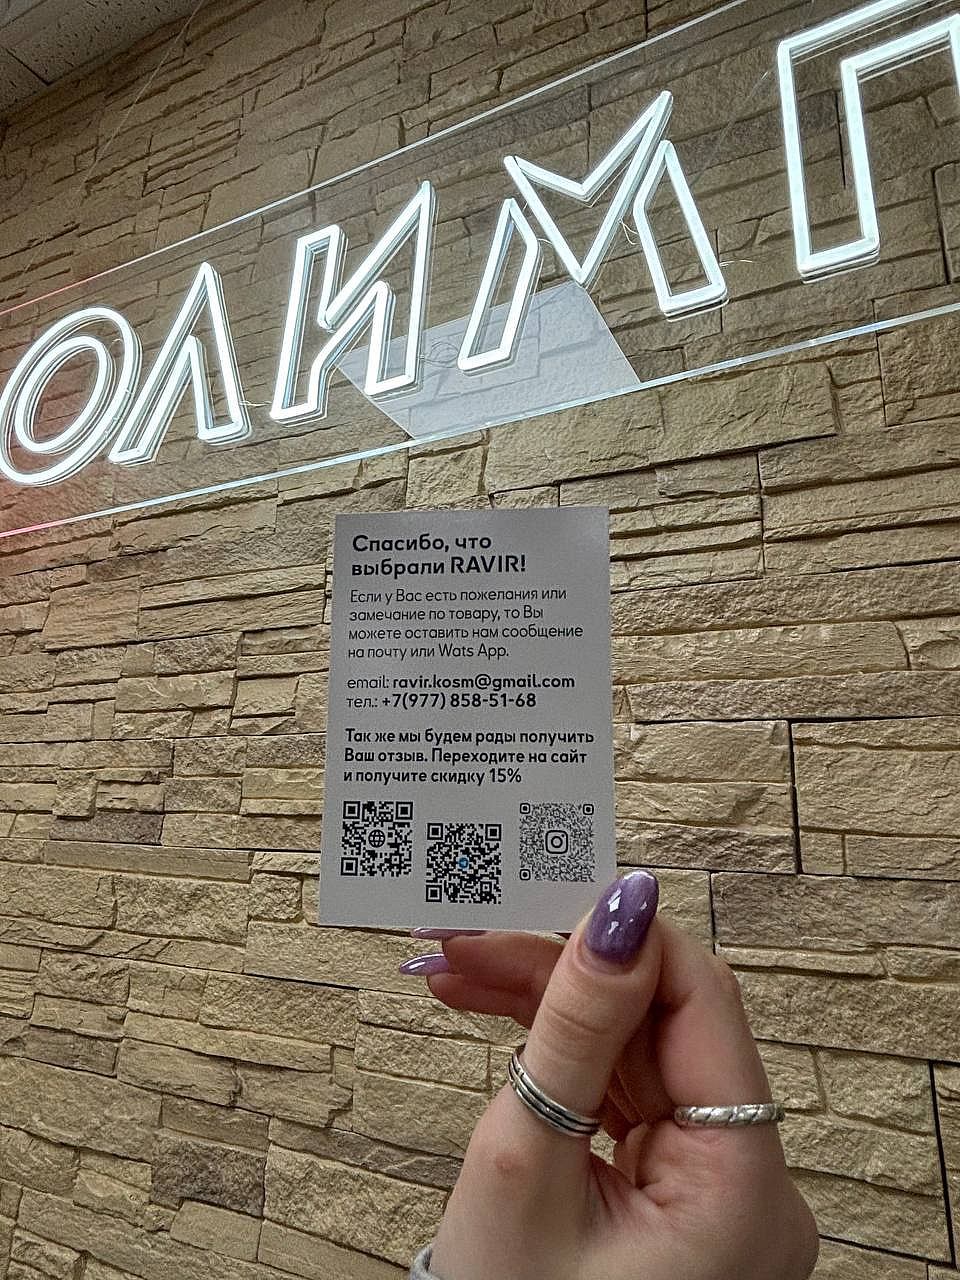 ОЛИМП
Спасибо, что
выбрали RAVIR!
Если у Вас есть пожелания или
замечание по товару, то Вы
можете оставить нам сообщение
на почту или Wats App.
email: ravir.kosm@gmail.com
тел.: +7(977) 858-51-68
Так же мы будем рады получить
Ваш отзыв. Переходите на сайт
и получите скидку 15%